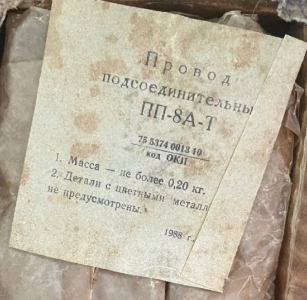 Провод
подсоединительны
ПП-8А-Т
75 5374 0013 10
код ОКП
1. Масса — не более 0,20 кг.
2. Детали с цветными металл
не предусмотрены.
1988 г.